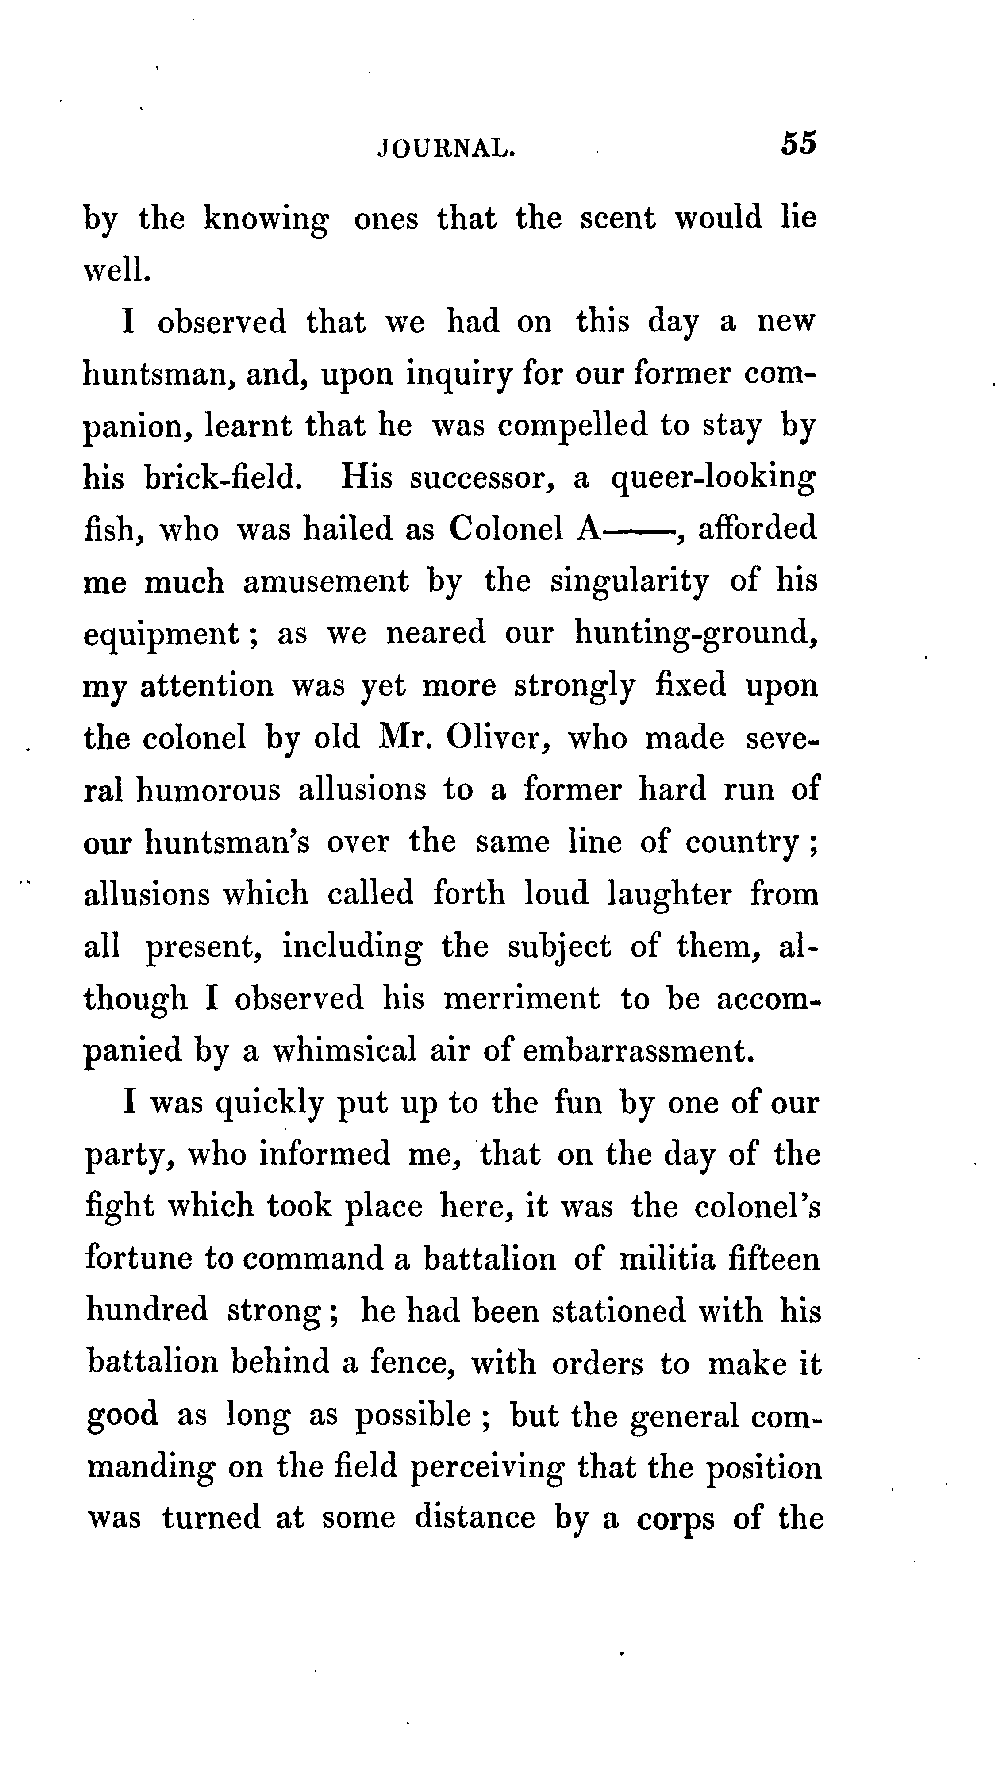 JOURNAL. 55
by the knowing ones that the scent would lie
well.
I observed that we had on this day a new
huntsman, and, upon inquiry for our former com-
panion, learnt that he was compelled to stay by
his brick-field. His successor, a queer-looking
fish, who was hailed as Colonel A——, afforded
me much amusement by the singularity of his
equipment ; as we neared our hunting-ground,
my attention was yet more strongly fixed upon
the colonel by old Mr. Oliver, who made seve-
ral humorous allusions to a former hard run of
our huntsman's over the same line of country ;
allusions which called forth loud laughter from
all present, including the subject of them, al-
though I observed his merriment to be accom-
panied by a whimsical air of embarrassment.
I was quickly put up to the fun by one of our
party, who informed me, that on the day of the
fight which took place here, it was the colonel's
fortune to command a battalion of militia fifteen
hundred strong ; he had been stationed with his
battalion behind a fence, with orders to make it
good as long as possible ; but the general com-
manding on the field perceiving that the position
was turned at some distance by a corps of the